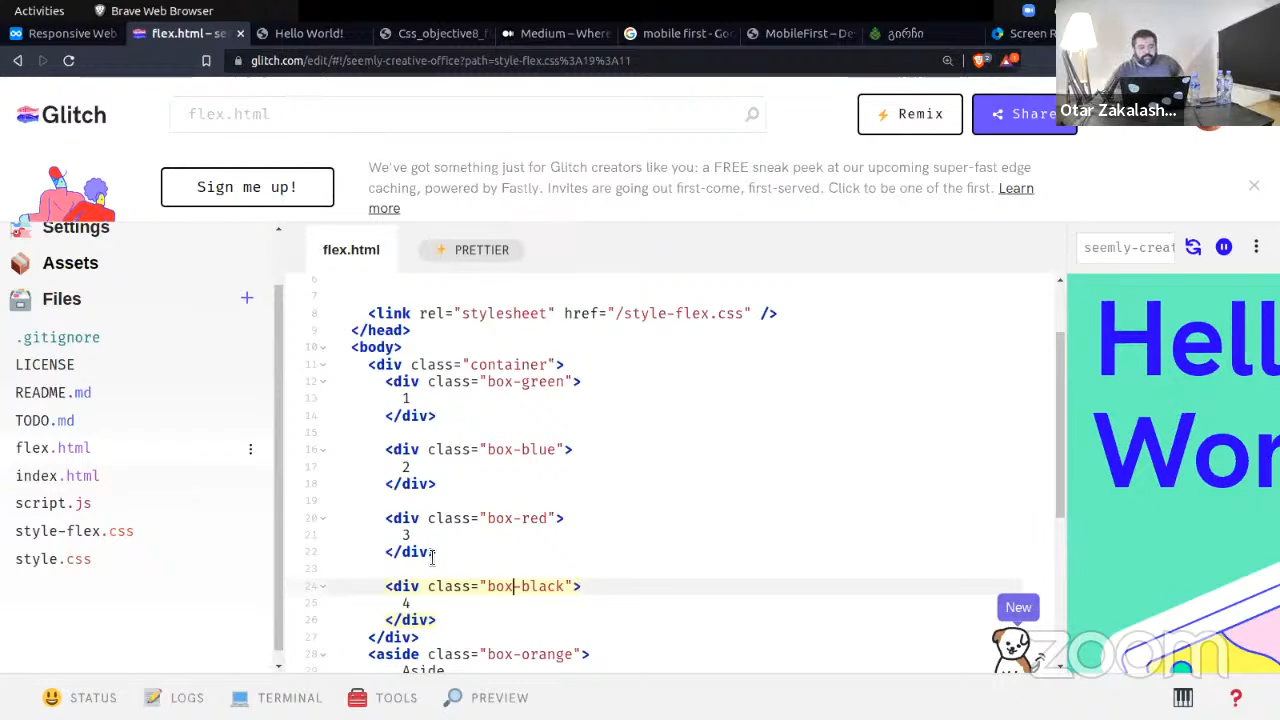 Activities
Brave Web Browser
Responsive Web
flex.html – see
Hello World!
Css_objective8_f
Medium – Where
mobile first - Goo
MobileFirst – De
გირჩი
Screen R
/#!/seemly-creative-office?path=style-flex.css%3A19%3A11
Otar Zakalash...
Glitch
flex.html
Remix
Share
Sign me up!
We've got something just for Glitch creators like you: a FREE sneak peek at our upcoming super-fast edge
caching, powered by Fastly. Invites are going out first-come, first-served. Click to be one of the first. Learn
more
Settings
Assets
Files
.gitignore
LICENSE
README.md
TODO.md
flex.html
index.html
script.js
style-flex.css
style.css
flex.html
PRETTIER
6
7
8 <link rel="stylesheet" href="/style-flex.css" />
9 </head>
10 <body>
11 <div class="container">
12 <div class="box-green">
13 1
14 </div>
15
16 <div class="box-blue">
17 2
18 </div>
19
20 <div class="box-red">
21 3
22 </div>
23
24 <div class="box-black">
25 4
26 </div>
27 </div>
28 <aside class="box-orange">
29 Aside
seemly-creat
Hell
Wor
New
zoom
STATUS
LOGS
TERMINAL
TOOLS
PREVIEW
?